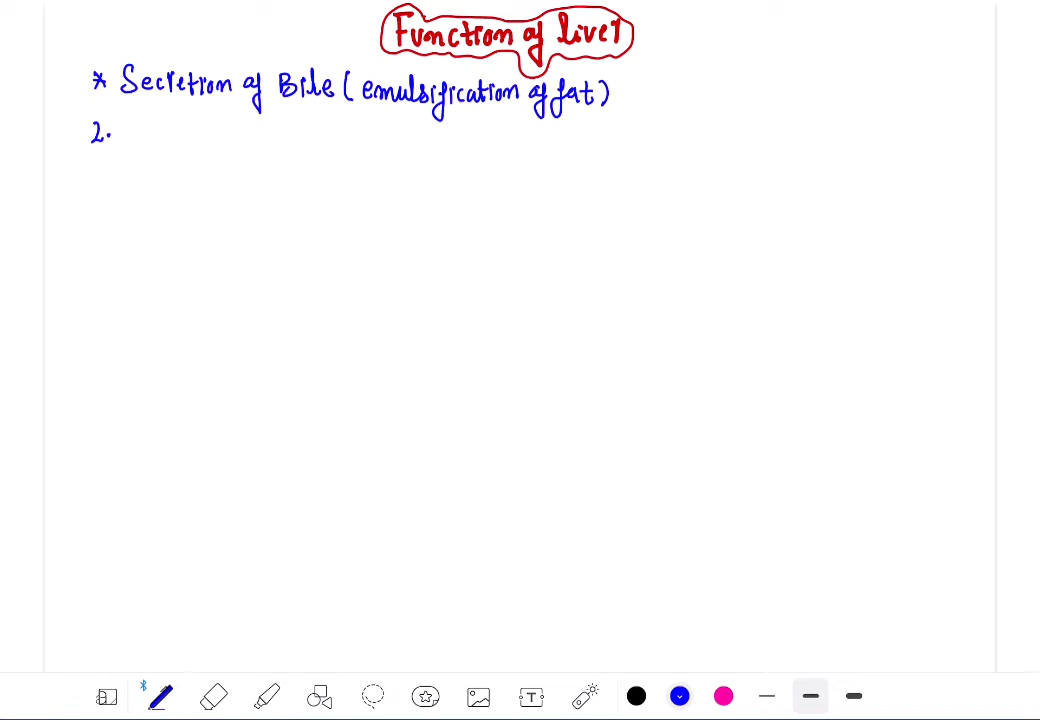 Function of liver
* Secretion of Bile (emulsification of fat)
2.